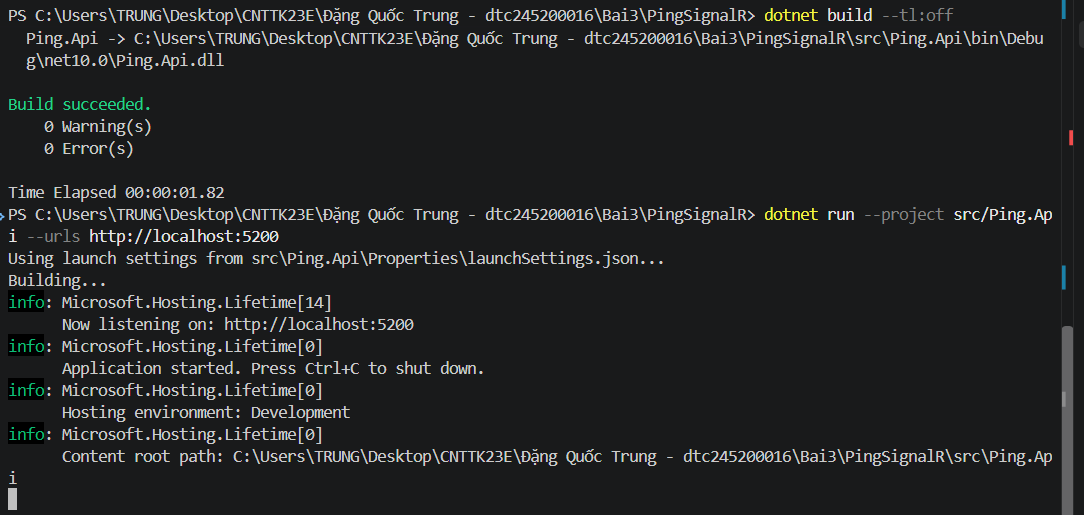 PS C:\Users\TRUNG\Desktop\CNTTK23E\Đặng Quốc Trung - dtc245200016\Bai3\PingSignalR> dotnet build --tl:off
  Ping.Api -> C:\Users\TRUNG\Desktop\CNTTK23E\Đặng Quốc Trung - dtc245200016\Bai3\PingSignalR\src\Ping.Api\bin\Debu
  g\net10.0\Ping.Api.dll

Build succeeded.
    0 Warning(s)
    0 Error(s)

Time Elapsed 00:00:01.82
PS C:\Users\TRUNG\Desktop\CNTTK23E\Đặng Quốc Trung - dtc245200016\Bai3\PingSignalR> dotnet run --project src/Ping.Ap
i --urls http://localhost:5200
Using launch settings from src\Ping.Api\Properties\launchSettings.json...
Building...
info: Microsoft.Hosting.Lifetime[14]
      Now listening on: http://localhost:5200
info: Microsoft.Hosting.Lifetime[0]
      Application started. Press Ctrl+C to shut down.
info: Microsoft.Hosting.Lifetime[0]
      Hosting environment: Development
info: Microsoft.Hosting.Lifetime[0]
      Content root path: C:\Users\TRUNG\Desktop\CNTTK23E\Đặng Quốc Trung - dtc245200016\Bai3\PingSignalR\src\Ping.Ap
i